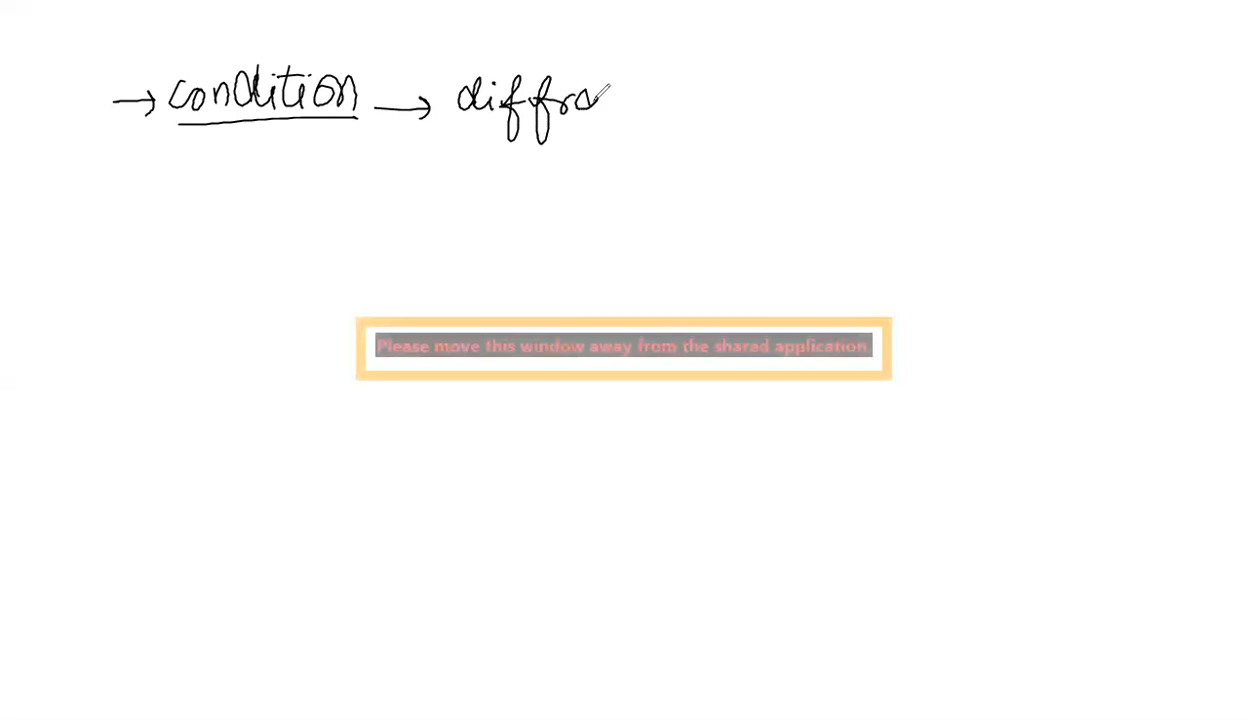 → condition → diffra
Please move this window away from the shared application